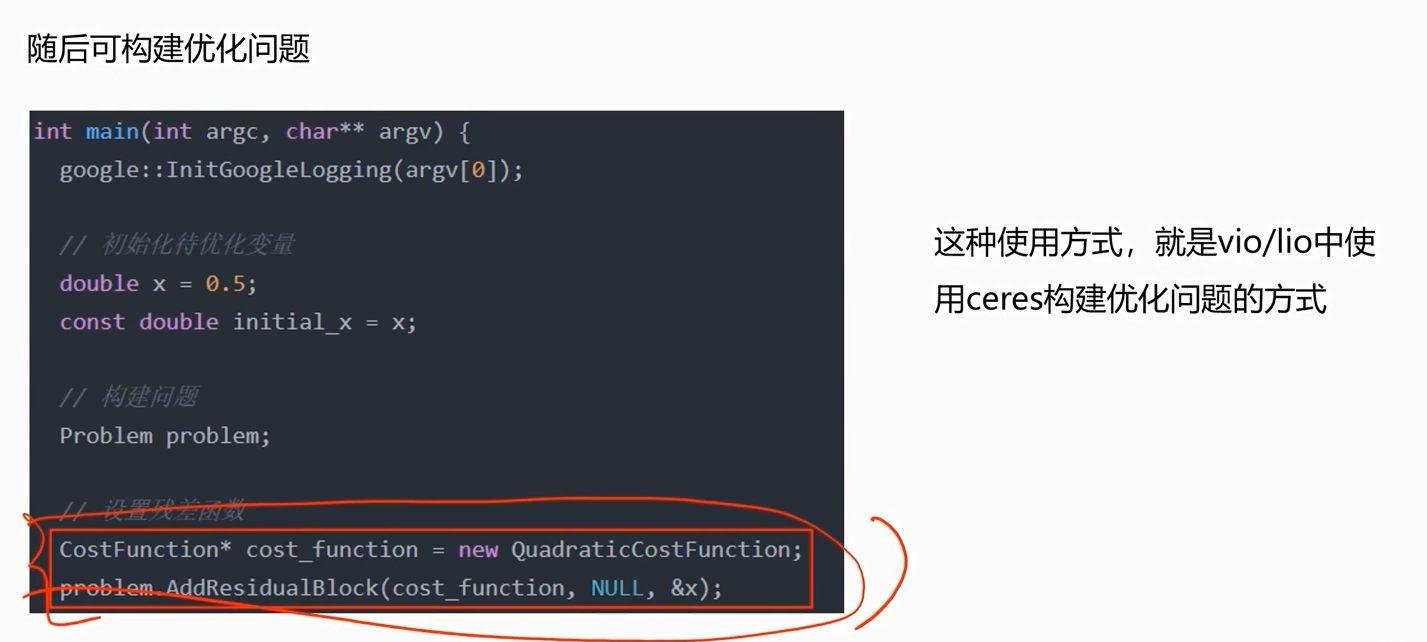 随后可构建优化问题
int main(int argc, char** argv) {
google::InitGoogleLogging(argv[0]);
// 初始化待优化变量
double x = 0.5;
const double initial_x = x;
// 构建问题
Problem problem;
// 设置残差函数
CostFunction* cost_function = new QuadraticCostFunction;
problem.AddResidualBlock(cost_function, NULL, &x);
这种使用方式，就是vio/lio中使
用ceres构建优化问题的方式